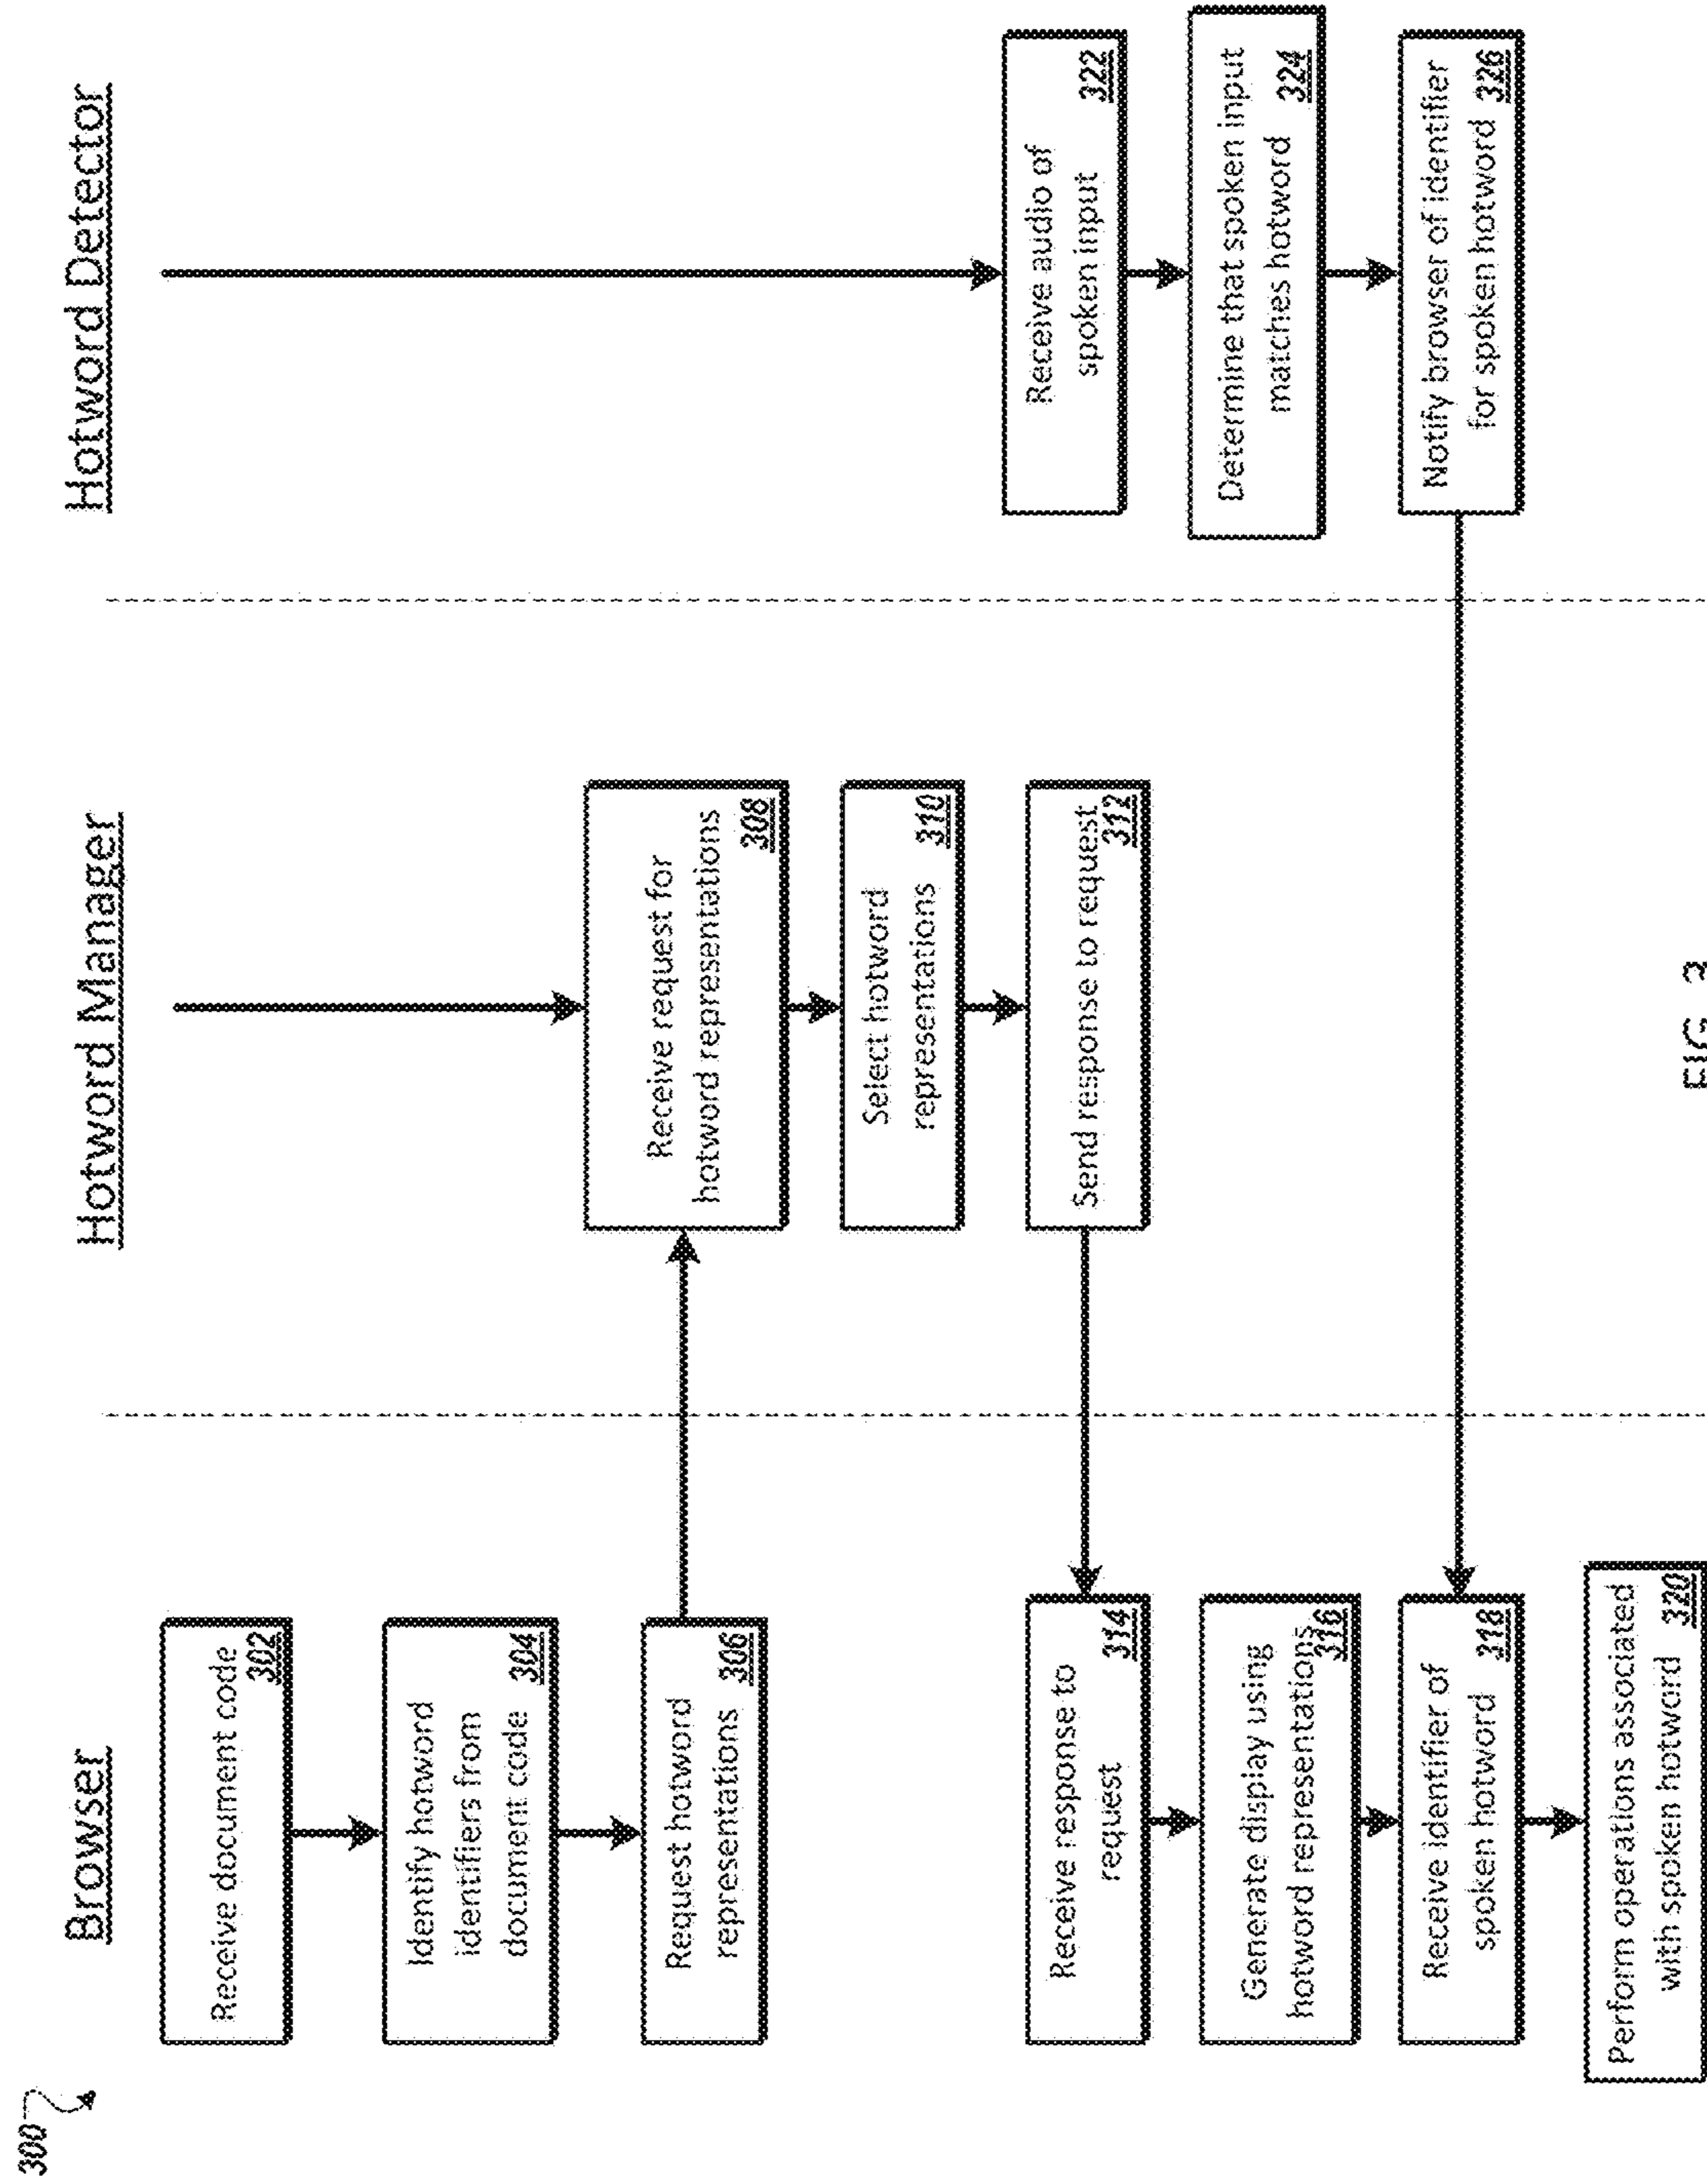 300
Browser
Hotword Manager
Hotword Detector
Receive document code
302
Identify hotword
identifiers from
document code
304
Request hotword
representations
306
Receive request for
hotword representations
308
Select hotword
representations
310
Send response to request
312
Receive response to
request
314
Generate display using
hotword representations
316
Receive audio of
spoken input
322
Determine that spoken input
matches hotword
324
Notify browser of identifier
for spoken hotword
326
Receive identifier of
spoken hotword
318
Perform operations associated
with spoken hotword
320
FIG. 3